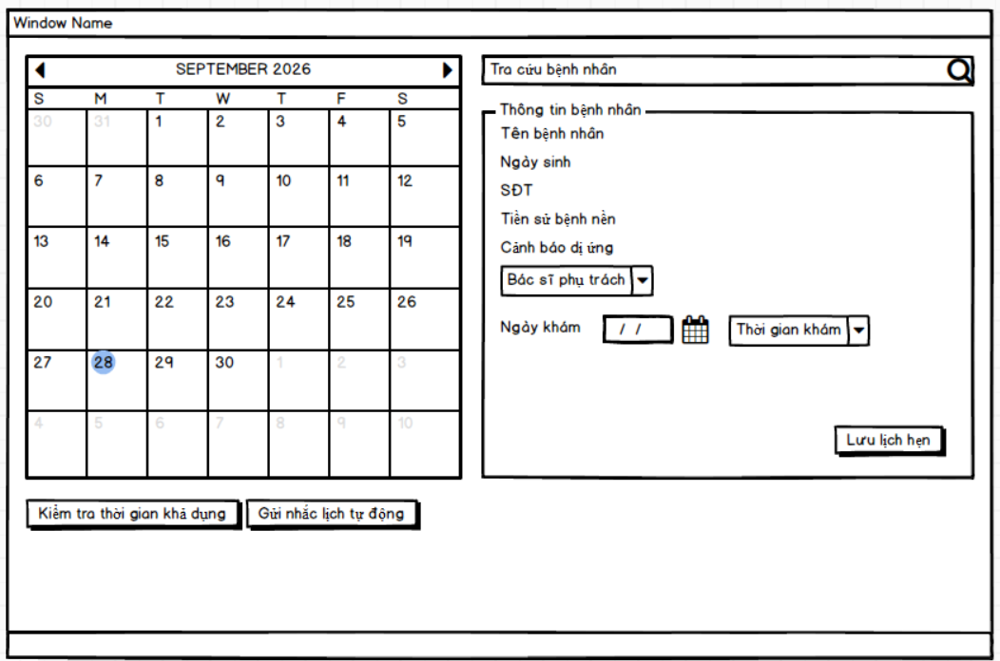 Window Name
SEPTEMBER 2026
S M T W T F S
30 31 1 2 3 4 5
6 7 8 9 10 11 12
13 14 15 16 17 18 19
20 21 22 23 24 25 26
27 28 29 30 1 2 3
4 5 6 7 8 9 10
Kiểm tra thời gian khả dụng
Gửi nhắc lịch tự động
Tra cứu bệnh nhân
Thông tin bệnh nhân
Tên bệnh nhân
Ngày sinh
SĐT
Tiền sử bệnh nền
Cảnh báo dị ứng
Bác sĩ phụ trách
Ngày khám / / Thời gian khám
Lưu lịch hẹn